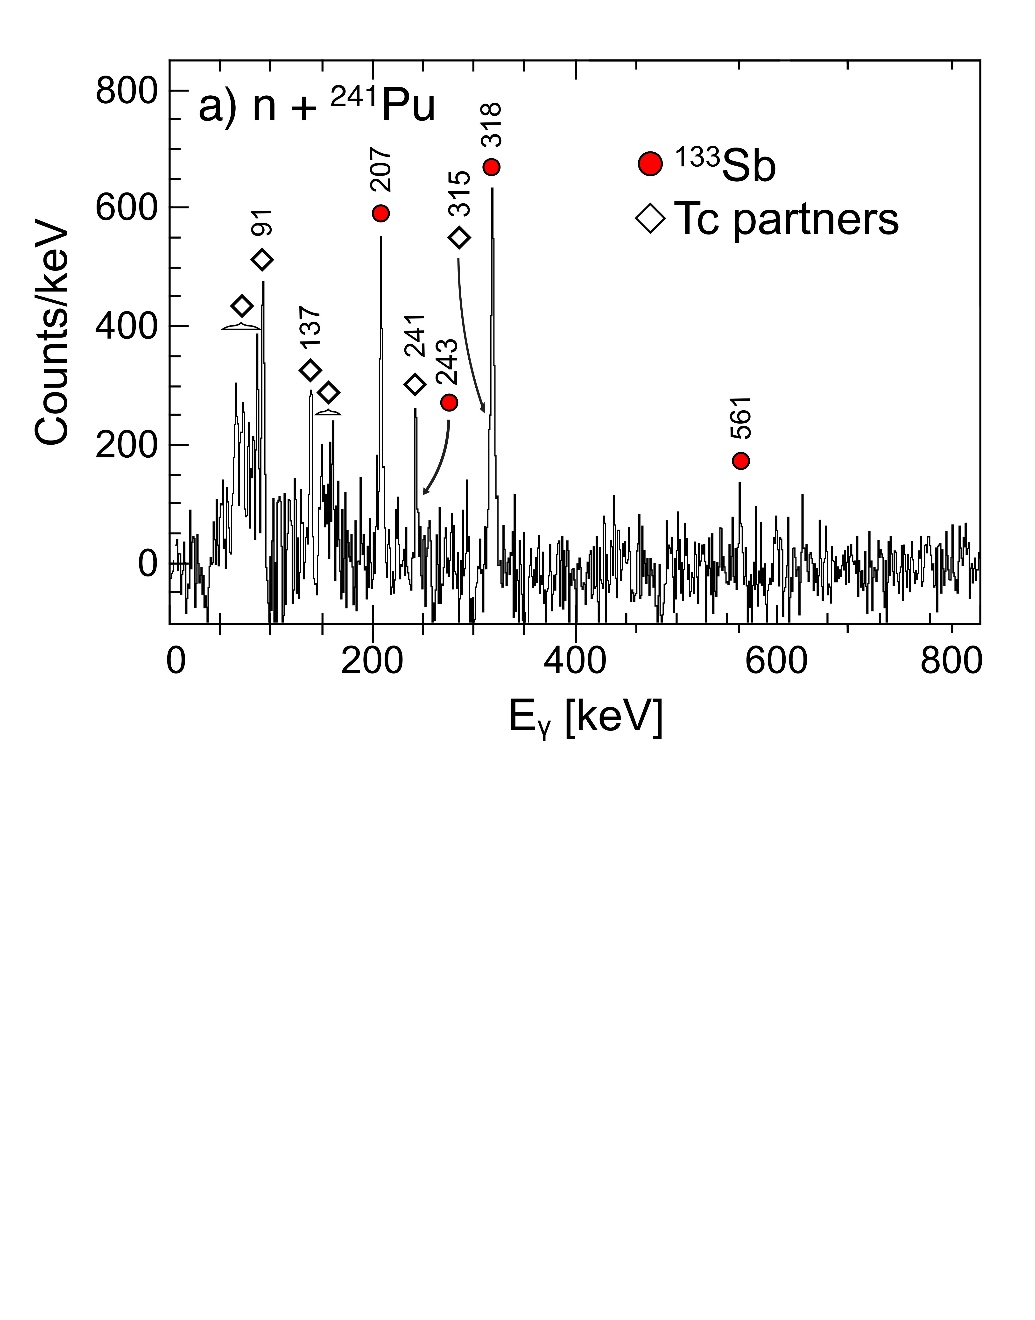 a) n + ²⁴¹Pu
¹³³Sb
Tc partners
91
137
207
241
243
315
318
561
800
600
400
200
0
Counts/keV
0 200 400 600 800
Eγ [keV]